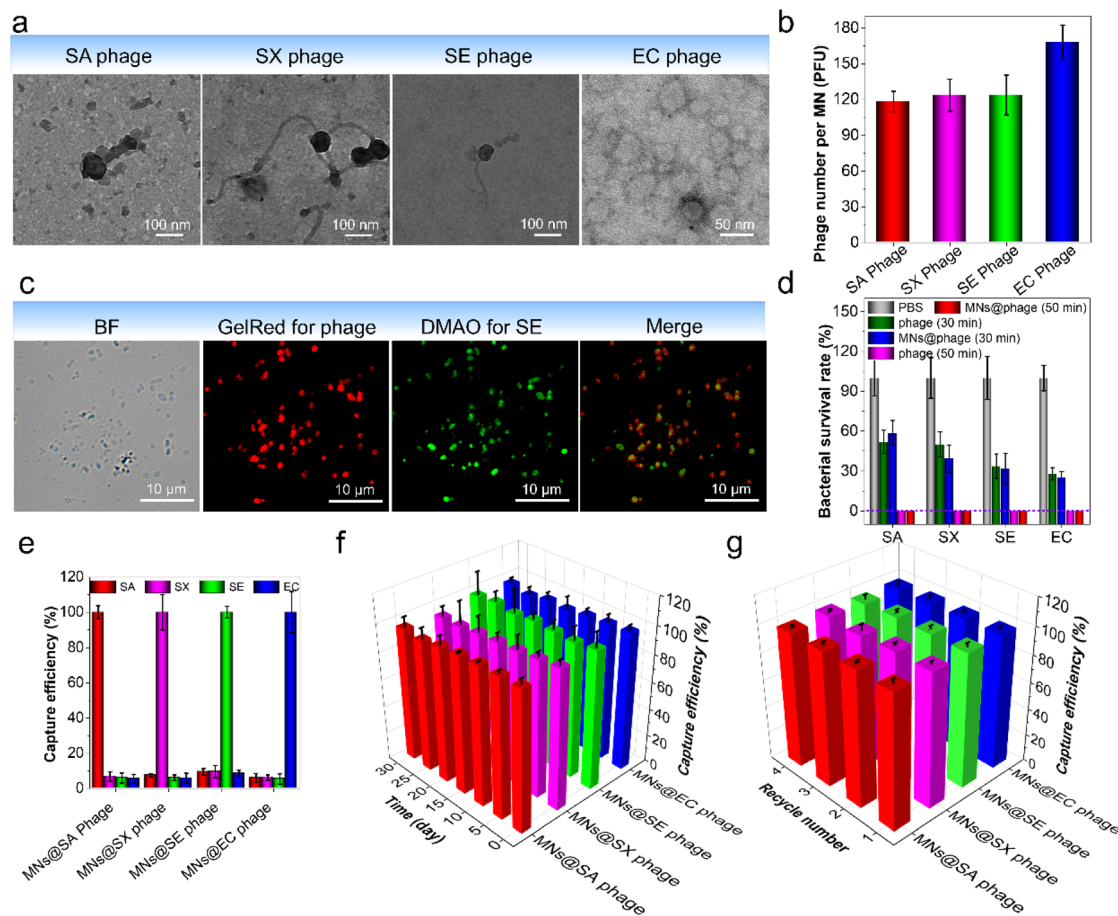 a
SA phage SX phage SE phage EC phage
100 nm 100 nm 100 nm 50 nm
b
Phage number per MN (PFU)
180
150
120
90
60
30
0
SA Phage SX Phage SE Phage EC Phage
c
BF GelRed for phage DMAO for SE Merge
10 μm 10 μm 10 μm 10 μm
d
Bacterial survival rate (%)
PBS MNs@phage (50 min)
phage (30 min)
MNs@phage (30 min)
phage (50 min)
150
120
90
60
30
0
SA SX SE EC
e
Capture efficiency (%)
SA SX SE EC
120
100
80
60
40
20
0
MNs@SA Phage MNs@SX phage MNs@SE phage MNs@EC phage
f
Capture efficiency (%)
120
100
80
60
40
20
0
30 25 20 15 10 5 0
Time (day)
MNs@EC phage
MNs@SE phage
MNs@SX phage
MNs@SA phage
g
Capture efficiency (%)
120
100
80
60
40
20
0
4 3 2 1
Recycle number
MNs@EC phage
MNs@SE phage
MNs@SX phage
MNs@SA phage